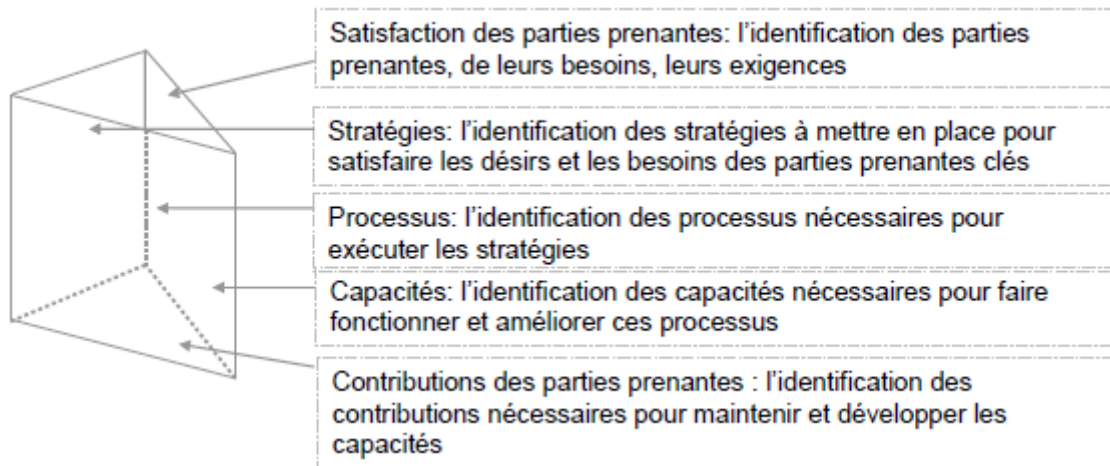 Satisfaction des parties prenantes: l’identification des parties
prenantes, de leurs besoins, leurs exigences
Stratégies: l’identification des stratégies à mettre en place pour
satisfaire les désirs et les besoins des parties prenantes clés
Processus: l’identification des processus nécessaires pour
exécuter les stratégies
Capacités: l’identification des capacités nécessaires pour faire
fonctionner et améliorer ces processus
Contributions des parties prenantes : l’identification des
contributions nécessaires pour maintenir et développer les
capacités